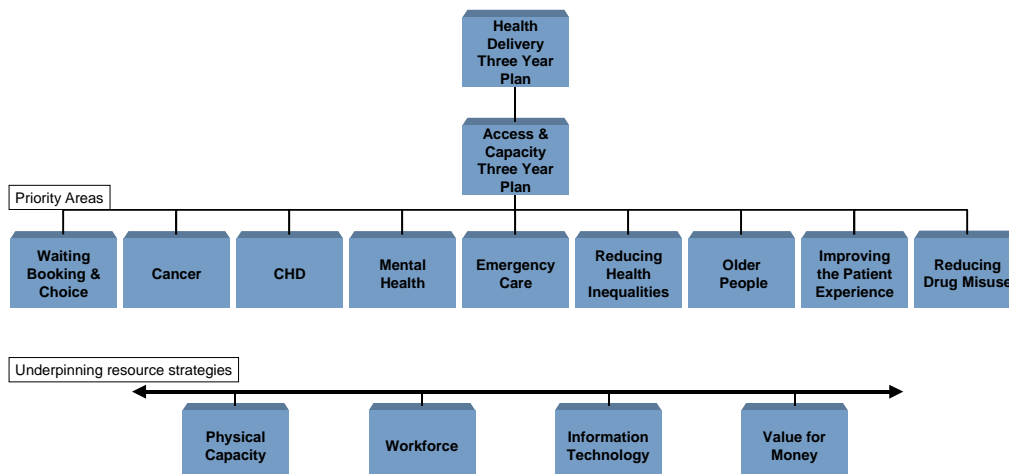 Health
Delivery
Three Year
Plan
Access &
Capacity
Three Year
Plan
Priority Areas
Waiting
Booking &
Choice
Cancer
CHD
Mental
Health
Emergency
Care
Reducing
Health
Inequalities
Older
People
Improving
the Patient
Experience
Reducing
Drug Misuse
Underpinning resource strategies
Physical
Capacity
Workforce
Information
Technology
Value for
Money